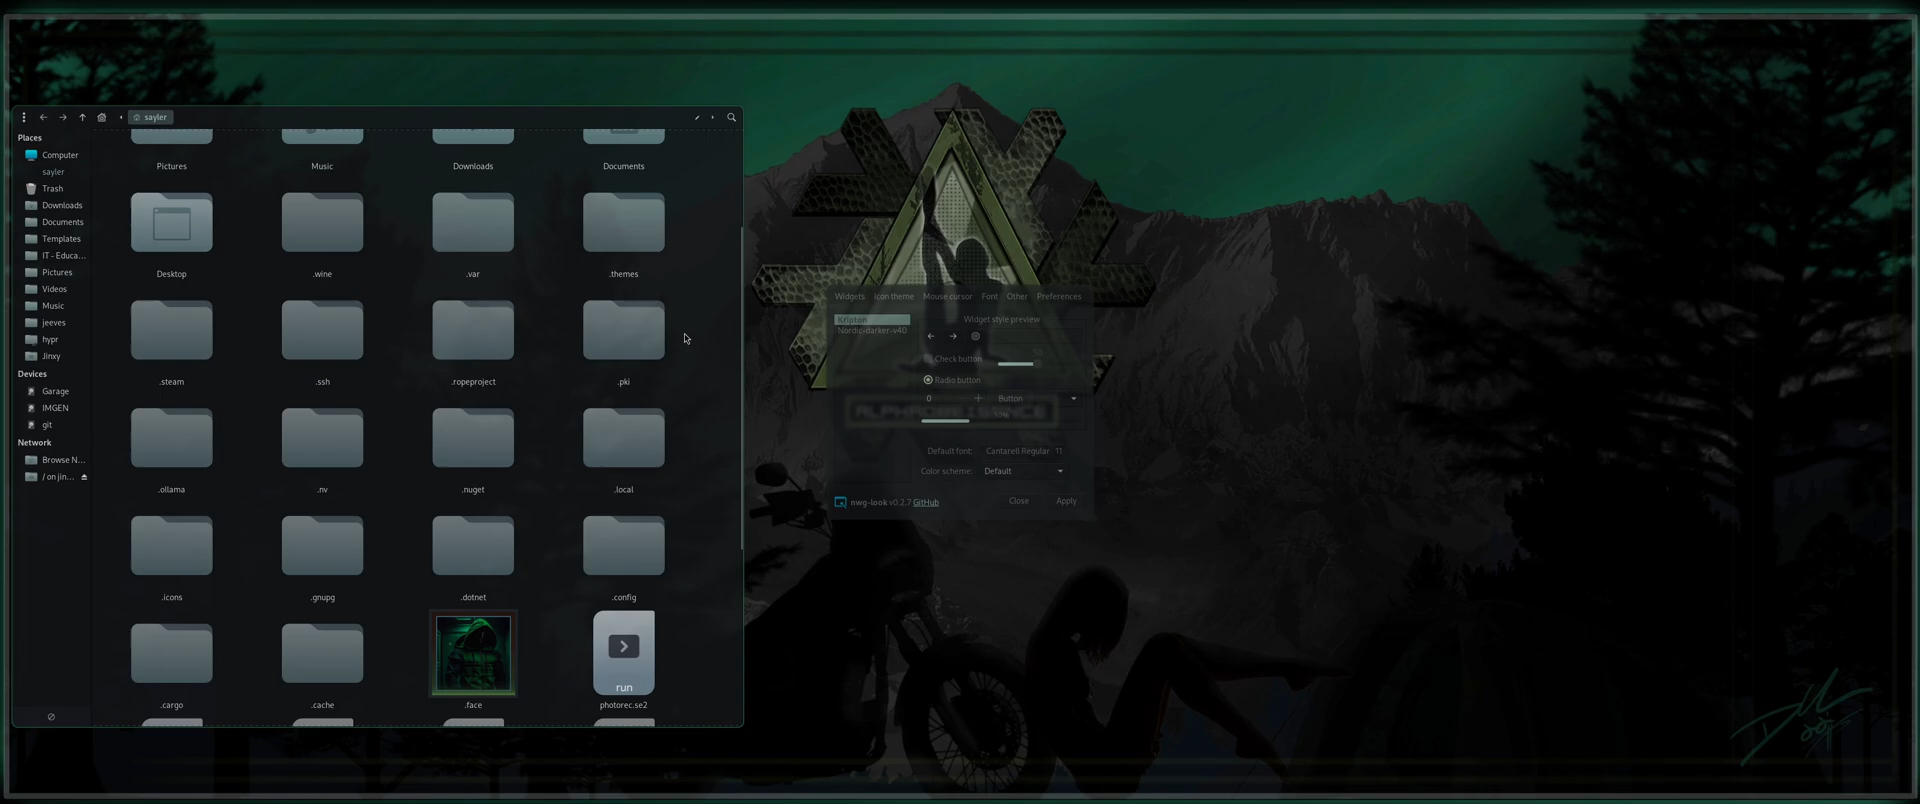 sayler
Places
Computer
sayler
Trash
Downloads
Documents
Templates
IT - Educa...
Pictures
Videos
Music
jeeves
hypr
Jinxy
Devices
Garage
IMGEN
git
Network
Browse N...
/ on jin...
Pictures Music Downloads Documents
Desktop .wine .var .themes
.steam .ssh .ropeproject .pki
.ollama .nv .nuget .local
.icons .gnupg .dotnet .config
run
.cargo .cache .face photorec.se2
Widgets Icon theme Mouse cursor Font Other Preferences
Kripton
Nordic-darker-v40
Widget style preview
Check button
Radio button
0 Button
50%
Default font: Cantarell Regular 11
Color scheme: Default
nwg-look v0.2.7 GitHub Close Apply